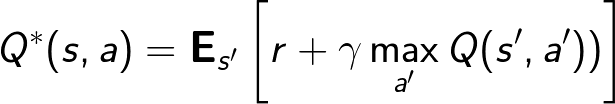 Q*(s, a) = E_{s'} [ r + γ max_{a'} Q(s', a')) ]